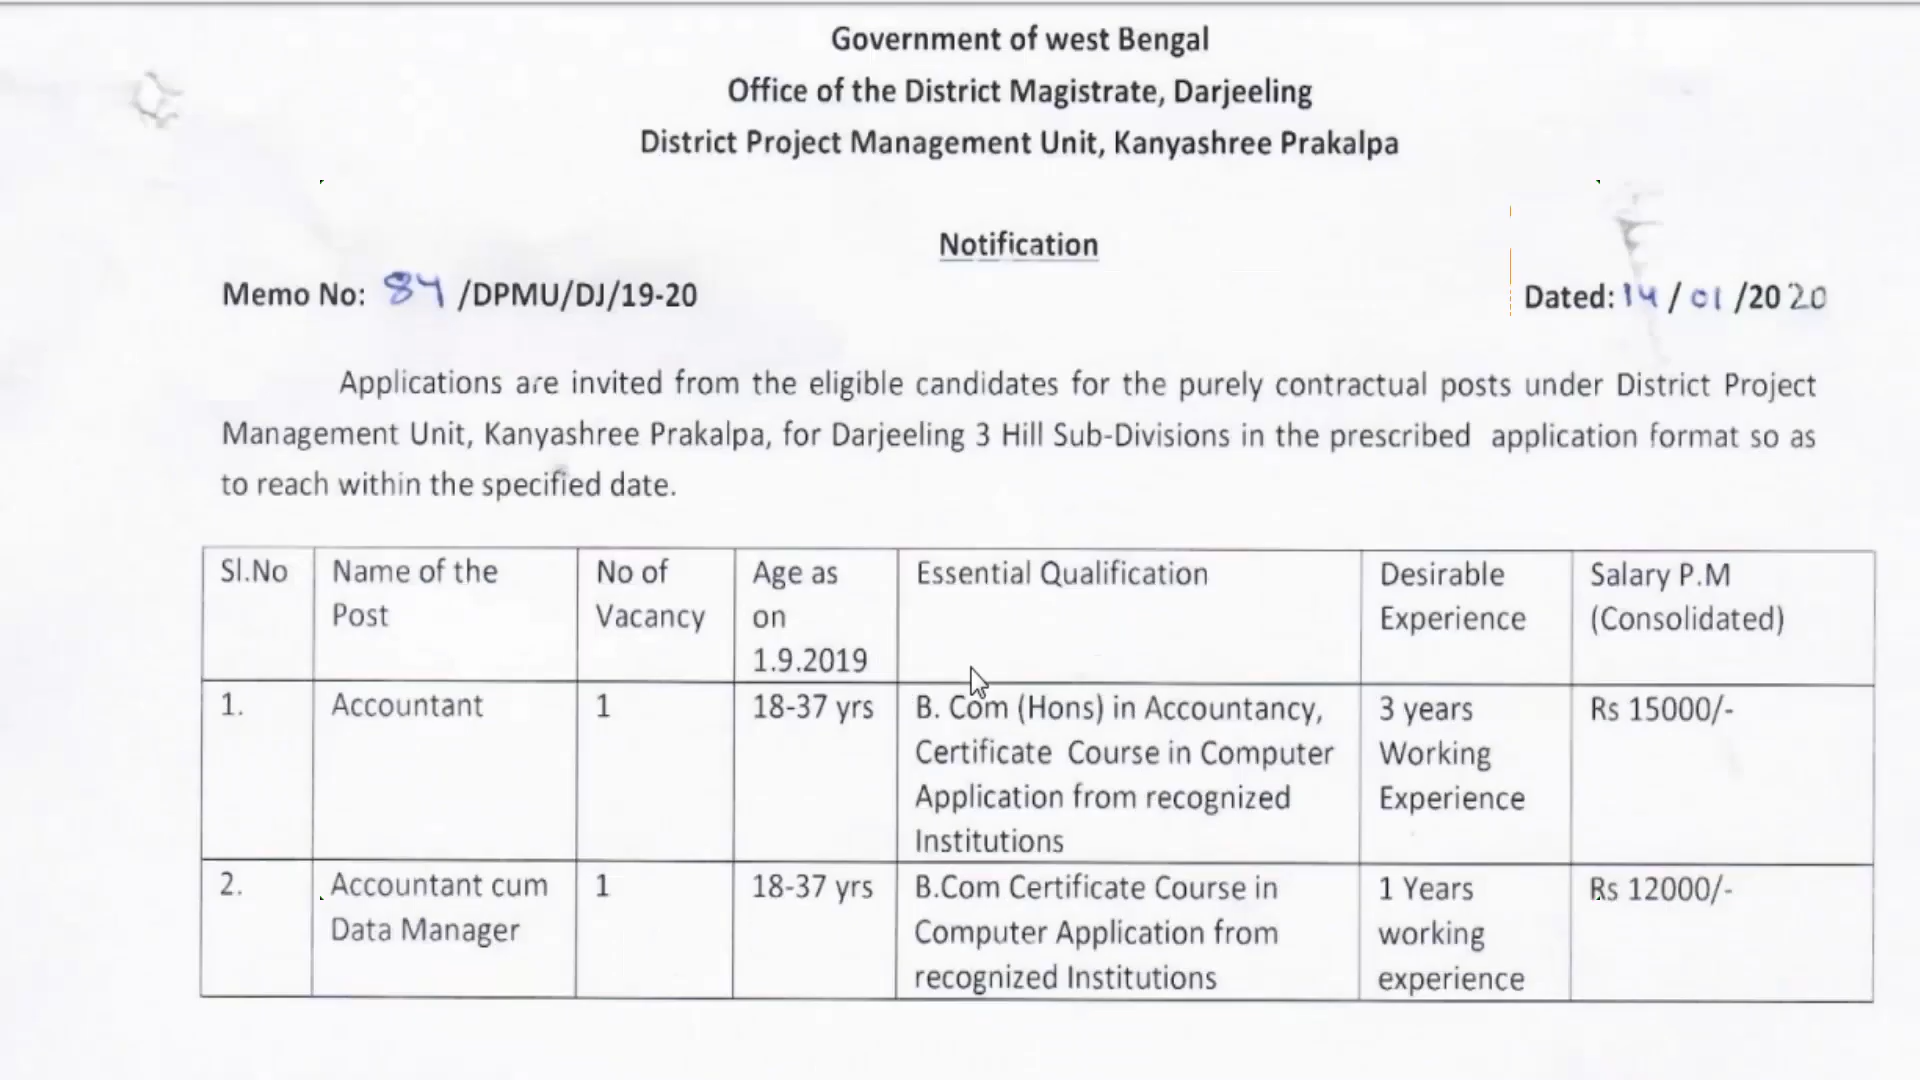 Government of west Bengal
Office of the District Magistrate, Darjeeling
District Project Management Unit, Kanyashree Prakalpa
Notification
Memo No: 84 /DPMU/DJ/19-20
Dated: 14 / 01 /2020
Applications are invited from the eligible candidates for the purely contractual posts under District Project
Management Unit, Kanyashree Prakalpa, for Darjeeling 3 Hill Sub-Divisions in the prescribed application format so as
to reach within the specified date.
Sl.No Name of the Post No of Vacancy Age as on 1.9.2019 Essential Qualification Desirable Experience Salary P.M (Consolidated)
1. Accountant 1 18-37 yrs B. Com (Hons) in Accountancy, Certificate Course in Computer Application from recognized Institutions 3 years Working Experience Rs 15000/-
2. Accountant cum Data Manager 1 18-37 yrs B.Com Certificate Course in Computer Application from recognized Institutions 1 Years working experience Rs 12000/-